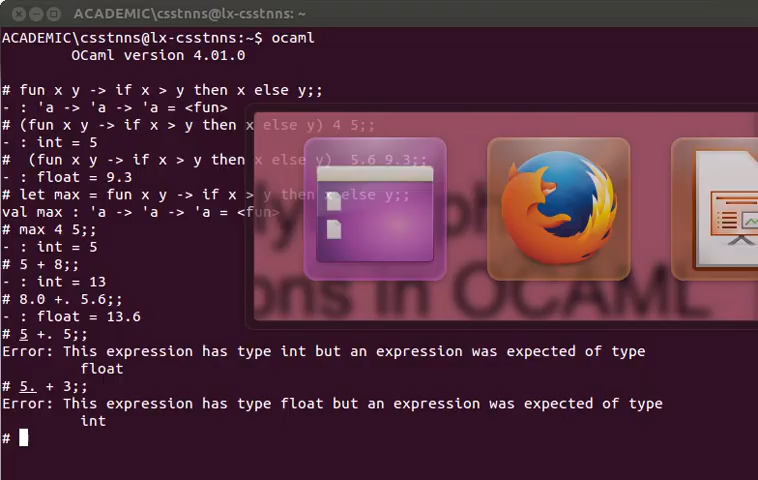 ACADEMIC\csstnns@lx-csstnns: ~
ACADEMIC\csstnns@lx-csstnns:~$ ocaml
OCaml version 4.01.0
# fun x y -> if x > y then x else y;;
- : 'a -> 'a -> 'a = <fun>
# (fun x y -> if x > y then x else y) 4 5;;
- : int = 5
#  (fun x y -> if x > y then x else y)  5.6 9.3;;
- : float = 9.3
# let max = fun x y -> if x > y then x else y;;
val max : 'a -> 'a -> 'a = <fun>
# max 4 5;;
- : int = 5
# 5 + 8;;
- : int = 13
# 8.0 +. 5.6;;
- : float = 13.6
# 5 +. 5;;
Error: This expression has type int but an expression was expected of type
float
# 5. + 3;;
Error: This expression has type float but an expression was expected of type
int
#
ons in OCAML